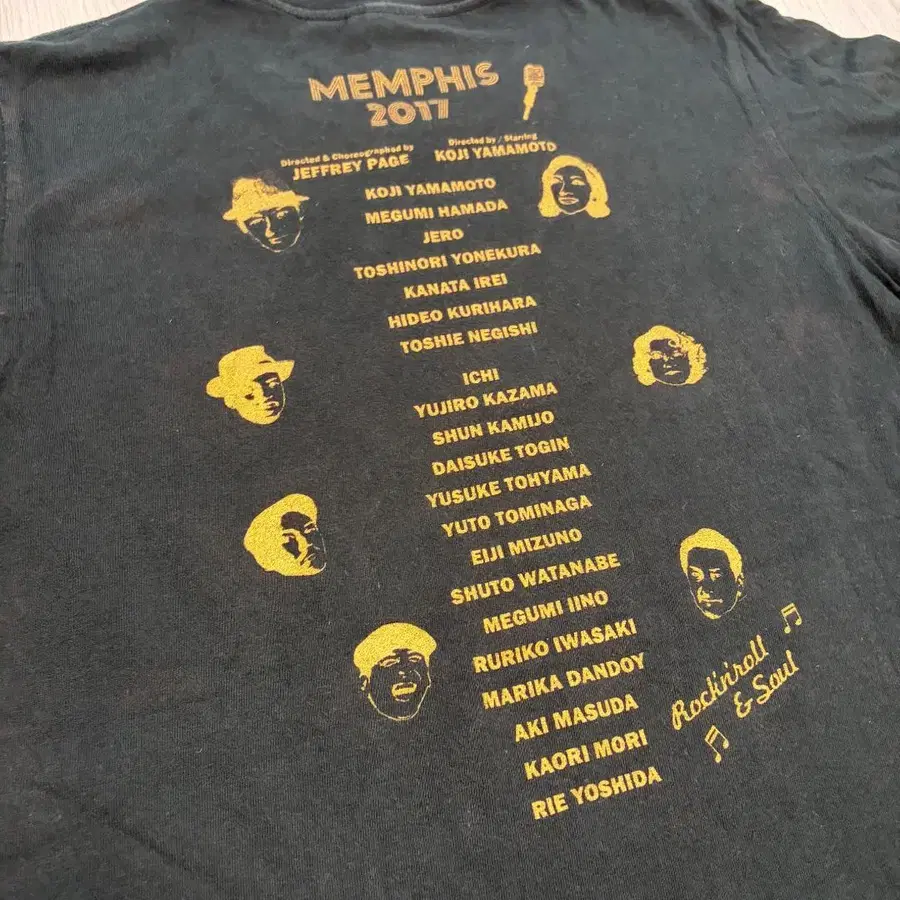 MEMPHIS
2017
Directed & Choreographed by
JEFFREY PAGE
Directed by / Starring
KOJI YAMAMOTO
KOJI YAMAMOTO
MEGUMI HAMADA
JERO
TOSHINORI YONEKURA
KANATA IREI
HIDEO KURIHARA
TOSHIE NEGISHI
ICHI
YUJIRO KAZAMA
SHUN KAMIJO
DAISUKE TOGIN
YUSUKE TOHYAMA
YUTO TOMINAGA
EIJI MIZUNO
SHUTO WATANABE
MEGUMI IINO
RURIKO IWASAKI
MARIKA DANDOY
AKI MASUDA
KAORI MORI
RIE YOSHIDA
Rock'n'roll
& Soul